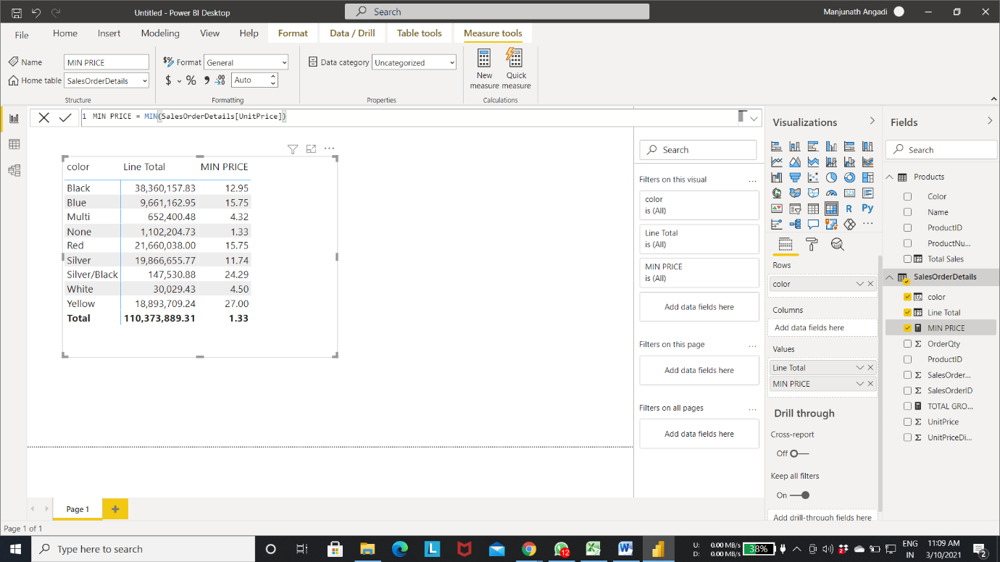 Untitled - Power BI Desktop
Search
Manjunath Angadi
File Home Insert Modeling View Help Format Data / Drill Table tools Measure tools
Name MIN PRICE
Home table SalesOrderDetails
Structure
$% Format General
$ % Auto
Formatting
Data category Uncategorized
Properties
New measure
Quick measure
Calculations
1 MIN PRICE = MIN(SalesOrderDetails[UnitPrice])
color Line Total MIN PRICE
Black 38,360,157.83 12.95
Blue 9,661,162.95 15.75
Multi 652,400.48 4.32
None 1,102,204.73 1.33
Red 21,660,038.00 15.75
Silver 19,866,655.77 11.74
Silver/Black 147,530.88 24.29
White 30,029.43 4.50
Yellow 18,893,709.24 27.00
Total 110,373,889.31 1.33
Search
Filters on this visual ...
color
is (All)
Line Total
is (All)
MIN PRICE
is (All)
Add data fields here
Filters on this page ...
Add data fields here
Filters on all pages ...
Add data fields here
Visualizations
R Py
...
Rows
color
Columns
Add data fields here
Values
Line Total
MIN PRICE
Drill through
Cross-report
Off
Keep all filters
On
Add drill-through fields here
Fields
Search
Products
Color
Name
ProductID
ProductNu...
Total Sales
SalesOrderDetails
color
Line Total
MIN PRICE
OrderQty
ProductID
SalesOrder...
SalesOrderID
TOTAL GRO...
UnitPrice
UnitPriceDi...
Page 1
Page 1 of 1
Type here to search
L
12
W
U: 0.00 MB/s
D: 0.00 MB/s
38%
ENG
IN
11:09 AM
3/10/2021
2